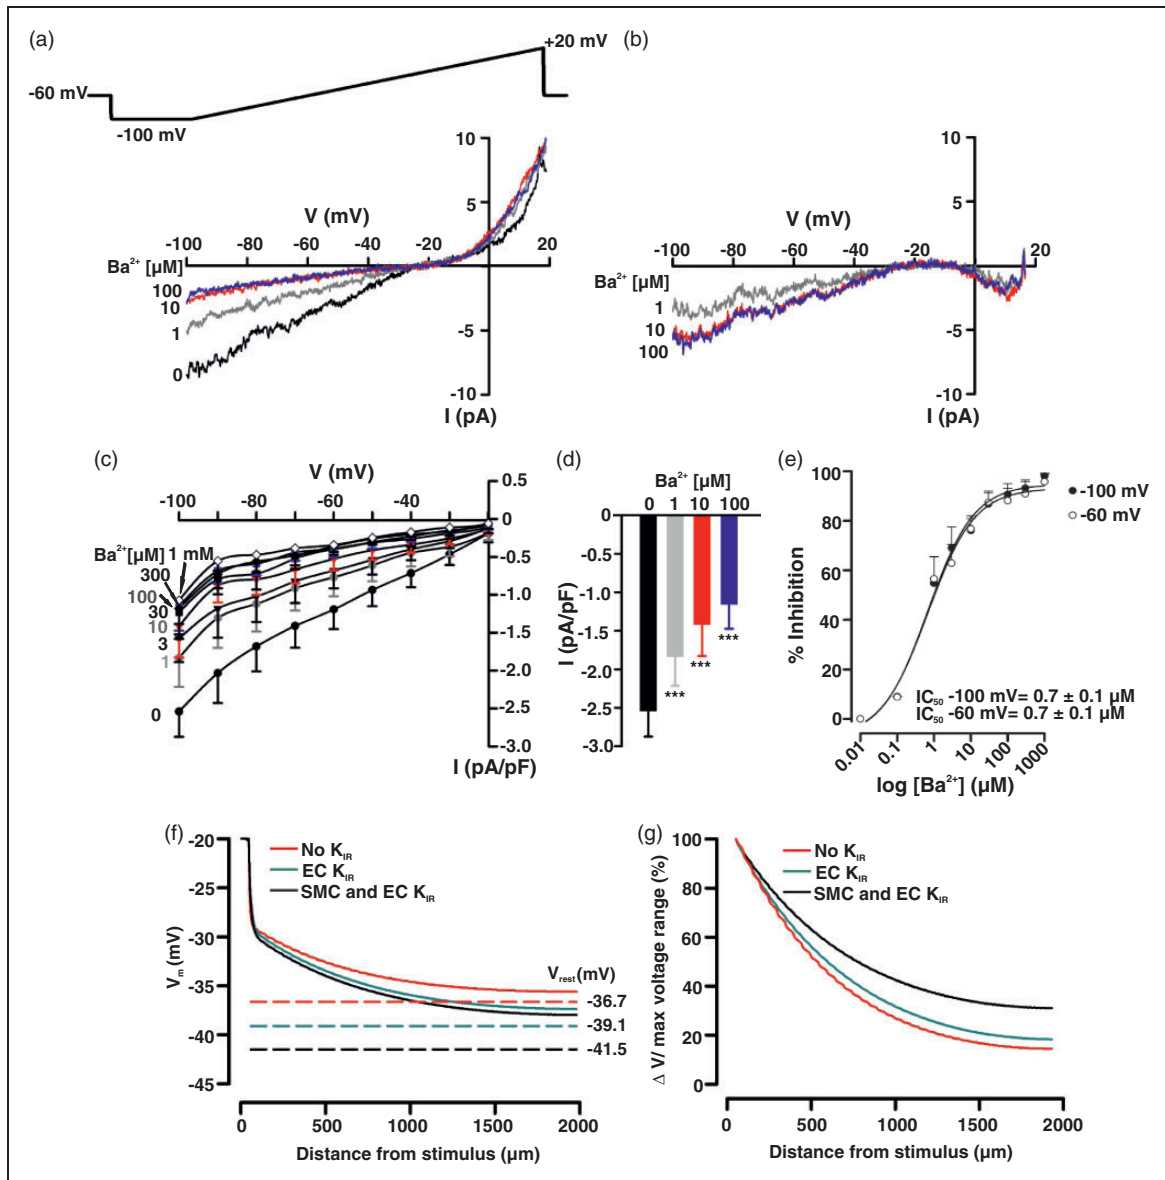 (a)
+20 mV
-60 mV
-100 mV
10
5
V (mV)
-100 -80 -60 -40 -20 0 20
Ba²⁺ [µM]
100
10
1
0
-5
-10
I (pA)
(b)
10
5
V (mV)
-100 -80 -60 -40 -20 0 20
Ba²⁺ [µM]
1
10
100
-5
-10
I (pA)
(c)
V (mV)
-100 -80 -60 -40
0.5
0
-0.5
-1.0
-1.5
-2.0
-2.5
-3.0
I (pA/pF)
Ba²⁺[µM] 1 mM
300
100
30
10
3
1
0
(d)
Ba²⁺ [µM]
0 1 10 100
0
-0.5
-1.0
-1.5
-2.0
-2.5
-3.0
I (pA/pF)
*** *** ***
(e)
100
80
60
40
20
0
% Inhibition
-100 mV
-60 mV
IC₅₀ -100 mV= 0.7 ± 0.1 µM
IC₅₀ -60 mV= 0.7 ± 0.1 µM
0.01 0.1 1 10 100 1000
log [Ba²⁺] (µM)
(f)
-20
-25
-30
-35
-40
-45
Vₘ (mV)
No K_IR
EC K_IR
SMC and EC K_IR
V_rest(mV)
-36.7
-39.1
-41.5
0 500 1000 1500 2000
Distance from stimulus (µm)
(g)
100
80
60
40
20
0
Δ V/ max voltage range (%)
No K_IR
EC K_IR
SMC and EC K_IR
0 500 1000 1500 2000
Distance from stimulus (µm)